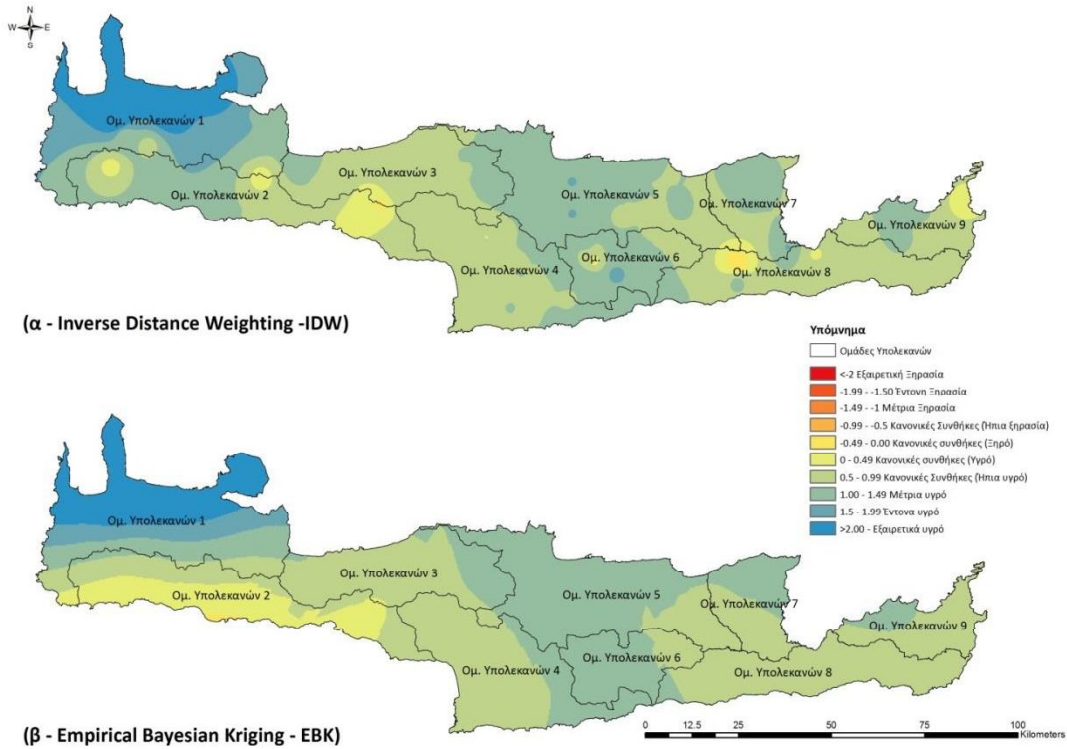 N
W E
S
Ομ. Υπολεκανών 1
Ομ. Υπολεκανών 2
Ομ. Υπολεκανών 3
Ομ. Υπολεκανών 4
Ομ. Υπολεκανών 5
Ομ. Υπολεκανών 6
Ομ. Υπολεκανών 7
Ομ. Υπολεκανών 8
Ομ. Υπολεκανών 9
(α - Inverse Distance Weighting -IDW)
Υπόμνημα
Ομάδες Υπολεκανών
<-2 Εξαιρετική Ξηρασία
-1.99 - -1.50 Έντονη Ξηρασία
-1.49 - -1 Μέτρια Ξηρασία
-0.99 - -0.5 Κανονικές Συνθήκες (Ήπια ξηρασία)
-0.49 - 0.00 Κανονικές συνθήκες (Ξηρό)
0 - 0.49 Κανονικές συνθήκες (Υγρό)
0.5 - 0.99 Κανονικές Συνθήκες (Ήπια υγρό)
1.00 - 1.49 Μέτρια υγρό
1.5 - 1.99 Έντονα υγρό
>2.00 - Εξαιρετικά υγρό
Ομ. Υπολεκανών 1
Ομ. Υπολεκανών 2
Ομ. Υπολεκανών 3
Ομ. Υπολεκανών 4
Ομ. Υπολεκανών 5
Ομ. Υπολεκανών 6
Ομ. Υπολεκανών 7
Ομ. Υπολεκανών 8
Ομ. Υπολεκανών 9
(β - Empirical Bayesian Kriging - EBK)
0 12.5 25 50 75 100
Kilometers